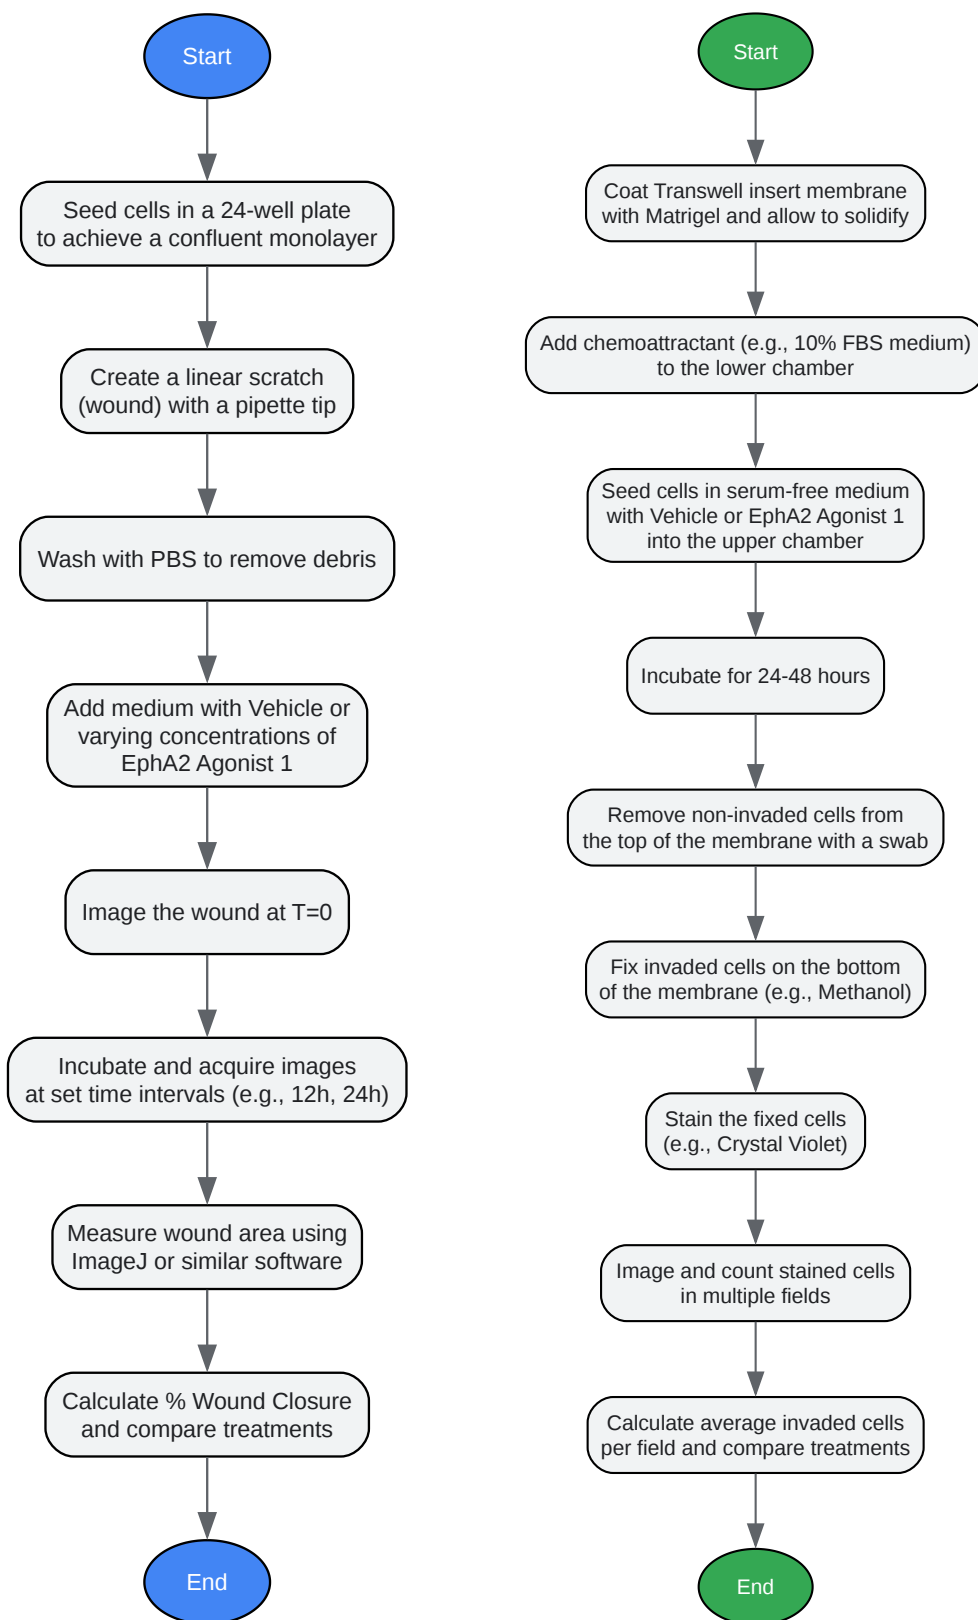 Start
Seed cells in a 24-well plate
to achieve a confluent monolayer
Create a linear scratch
(wound) with a pipette tip
Wash with PBS to remove debris
Add medium with Vehicle or
varying concentrations of
EphA2 Agonist 1
Image the wound at T=0
Incubate and acquire images
at set time intervals (e.g., 12h, 24h)
Measure wound area using
ImageJ or similar software
Calculate % Wound Closure
and compare treatments
End
Start
Coat Transwell insert membrane
with Matrigel and allow to solidify
Add chemoattractant (e.g., 10% FBS medium)
to the lower chamber
Seed cells in serum-free medium
with Vehicle or EphA2 Agonist 1
into the upper chamber
Incubate for 24-48 hours
Remove non-invaded cells from
the top of the membrane with a swab
Fix invaded cells on the bottom
of the membrane (e.g., Methanol)
Stain the fixed cells
(e.g., Crystal Violet)
Image and count stained cells
in multiple fields
Calculate average invaded cells
per field and compare treatments
End